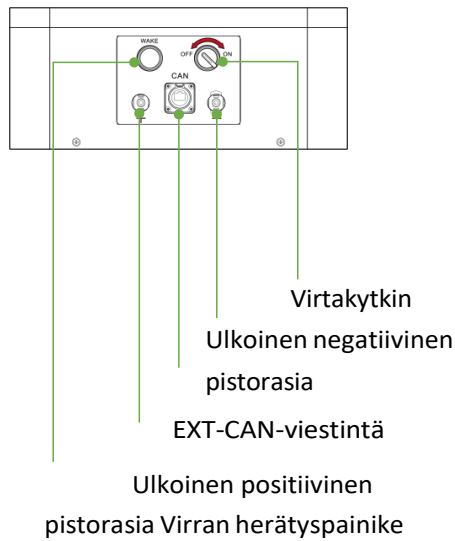 WAKE
OFF ON
CAN
Virtakytkin
Ulkoinen negatiivinen
pistorasia
EXT-CAN-viestintä
Ulkoinen positiivinen
pistorasia Virran herätyspainike